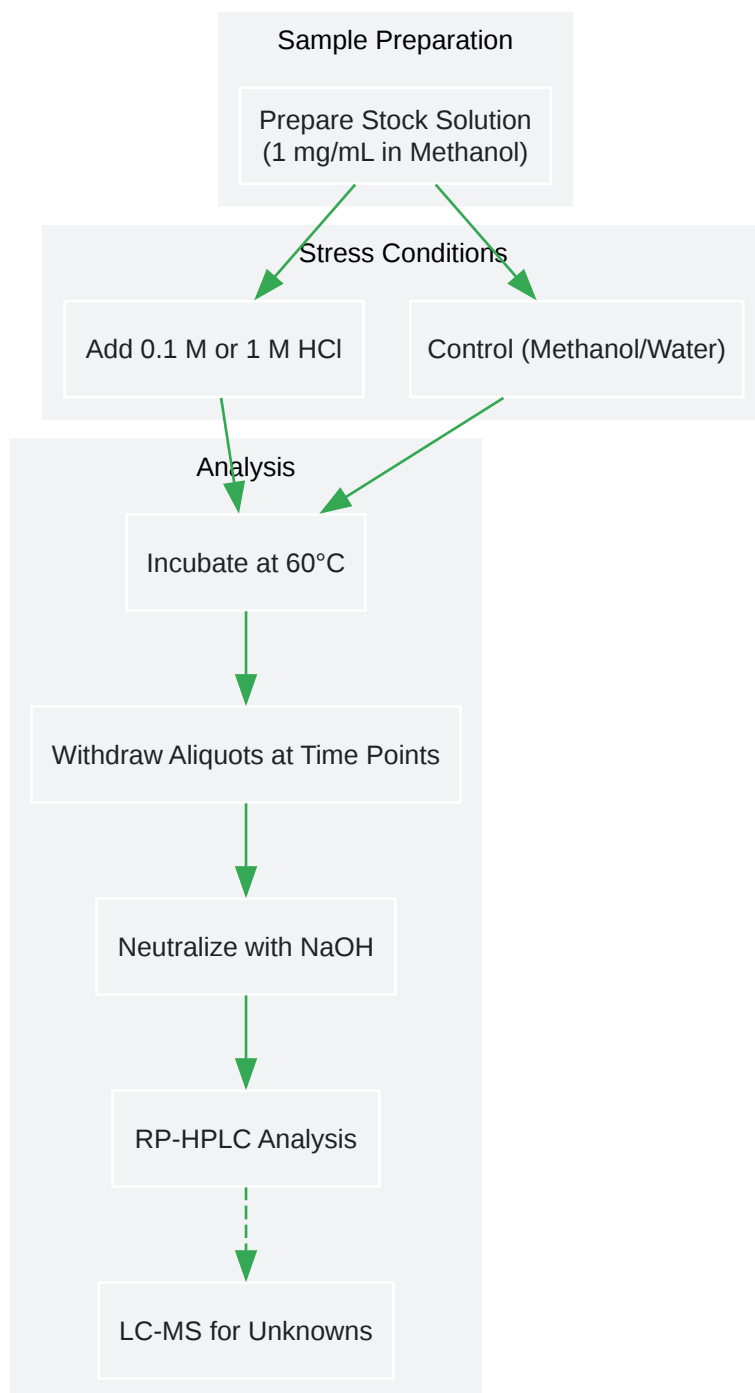 Sample Preparation
Prepare Stock Solution
(1 mg/mL in Methanol)
Stress Conditions
Add 0.1 M or 1 M HCl
Control (Methanol/Water)
Analysis
Incubate at 60°C
Withdraw Aliquots at Time Points
Neutralize with NaOH
RP-HPLC Analysis
LC-MS for Unknowns